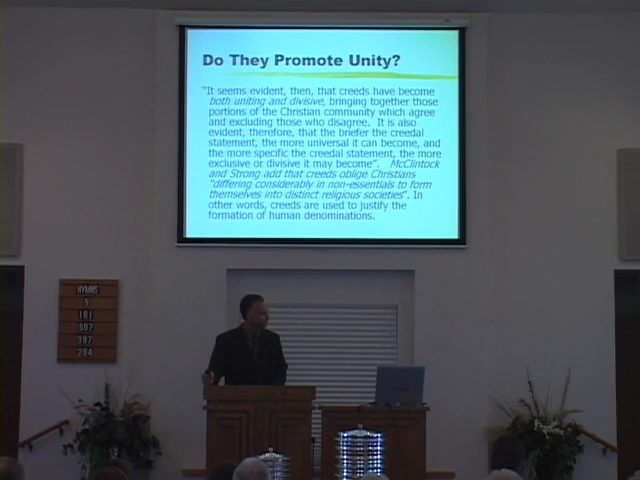 Do They Promote Unity?
"It seems evident, then, that creeds have become
both uniting and divisive, bringing together those
portions of the Christian community which agree
and excluding those who disagree. It is also
evident, therefore, that the briefer the creedal
statement, the more universal it can become, and
the more specific the creedal statement, the more
exclusive or divisive it may become". McClintock
and Strong add that creeds oblige Christians
"differing considerably in non-essentials to form
themselves into distinct religious societies". In
other words, creeds are used to justify the
formation of human denominations.
HYMNS
101
294